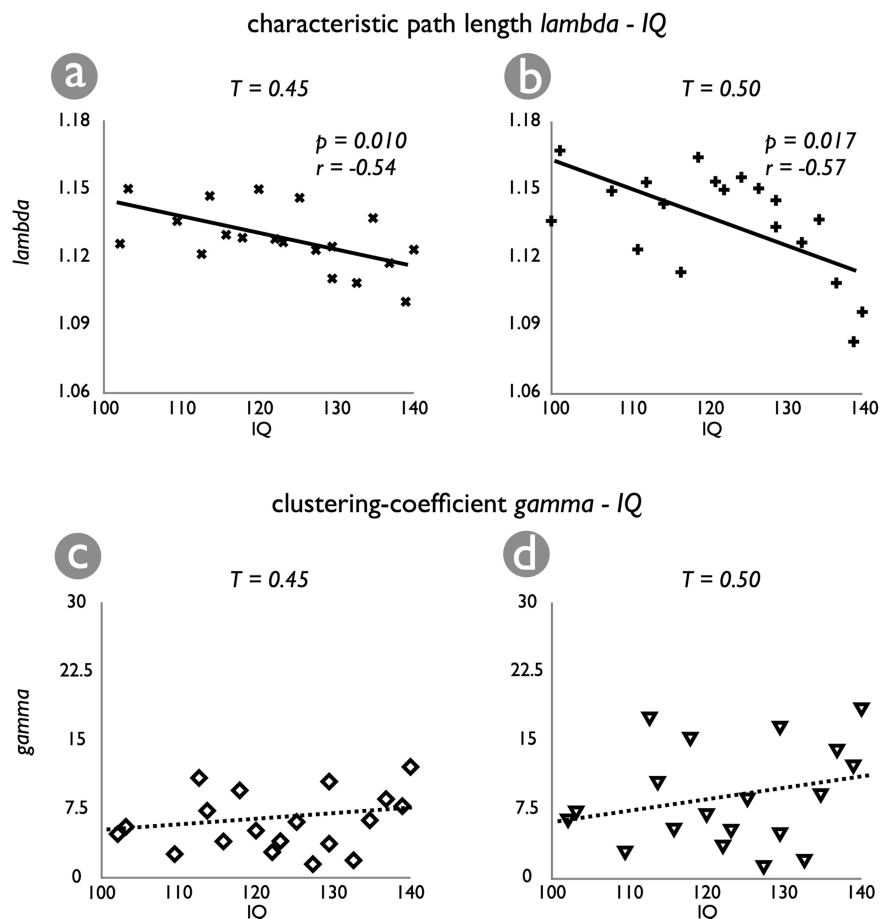 characteristic path length lambda - IQ
a
T = 0.45
p = 0.010
r = -0.54
lambda
1.18
1.15
1.12
1.09
1.06
100 110 120 130 140
IQ
b
T = 0.50
p = 0.017
r = -0.57
1.18
1.15
1.12
1.09
1.06
100 110 120 130 140
IQ
clustering-coefficient gamma - IQ
c
T = 0.45
gamma
30
22.5
15
7.5
0
100 110 120 130 140
IQ
d
T = 0.50
30
22.5
15
7.5
0
100 110 120 130 140
IQ